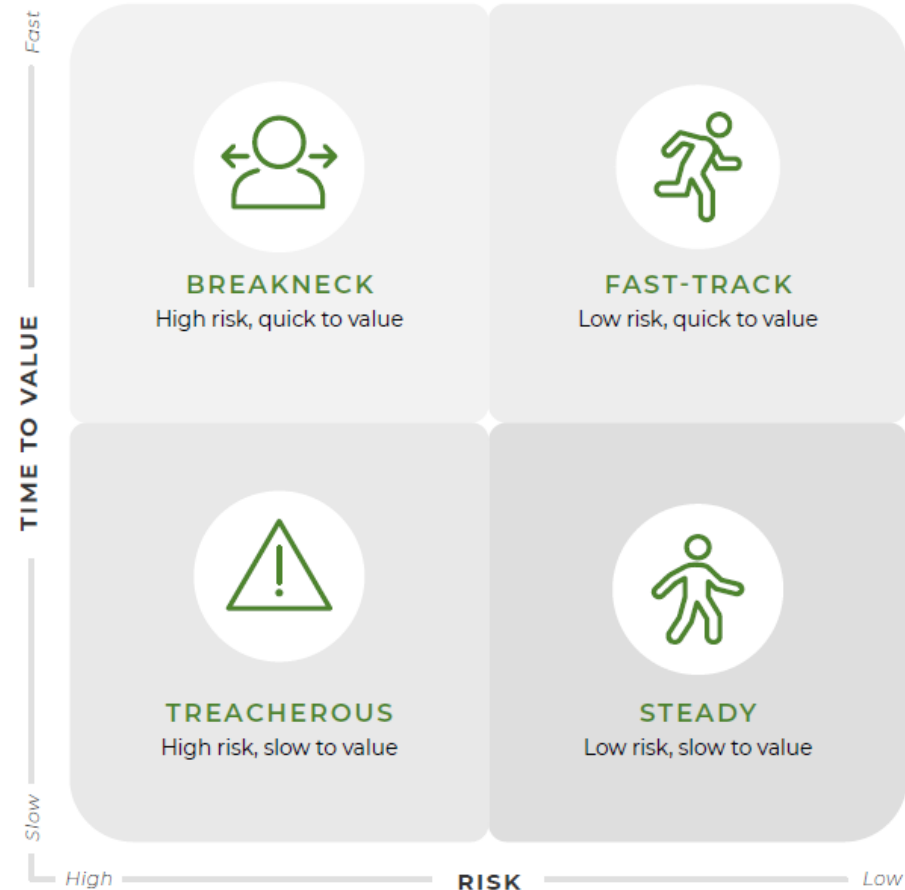 Fast
BREAKNECK
High risk, quick to value
FAST-TRACK
Low risk, quick to value
TIME TO VALUE
TREACHEROUS
High risk, slow to value
STEADY
Low risk, slow to value
Slow
High
RISK
Low